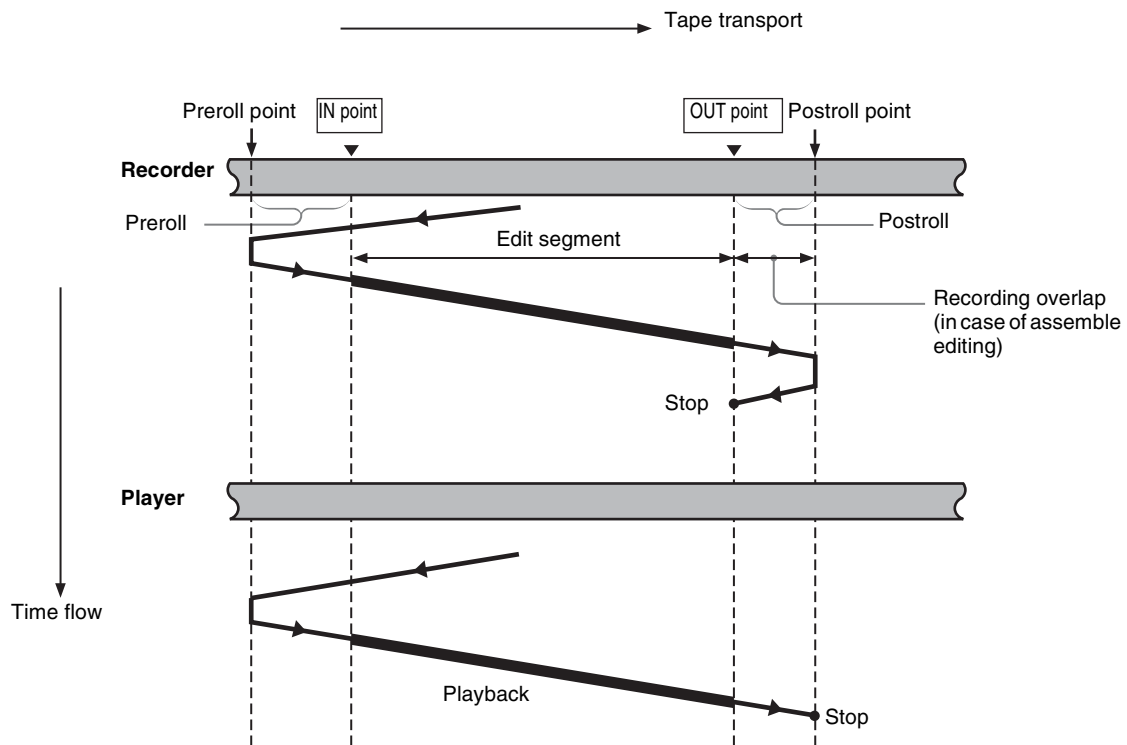 Tape transport
Preroll point
IN point
OUT point
Postroll point
Recorder
Preroll
Postroll
Edit segment
Recording overlap
(in case of assemble
editing)
Stop
Player
Time flow
Playback
Stop